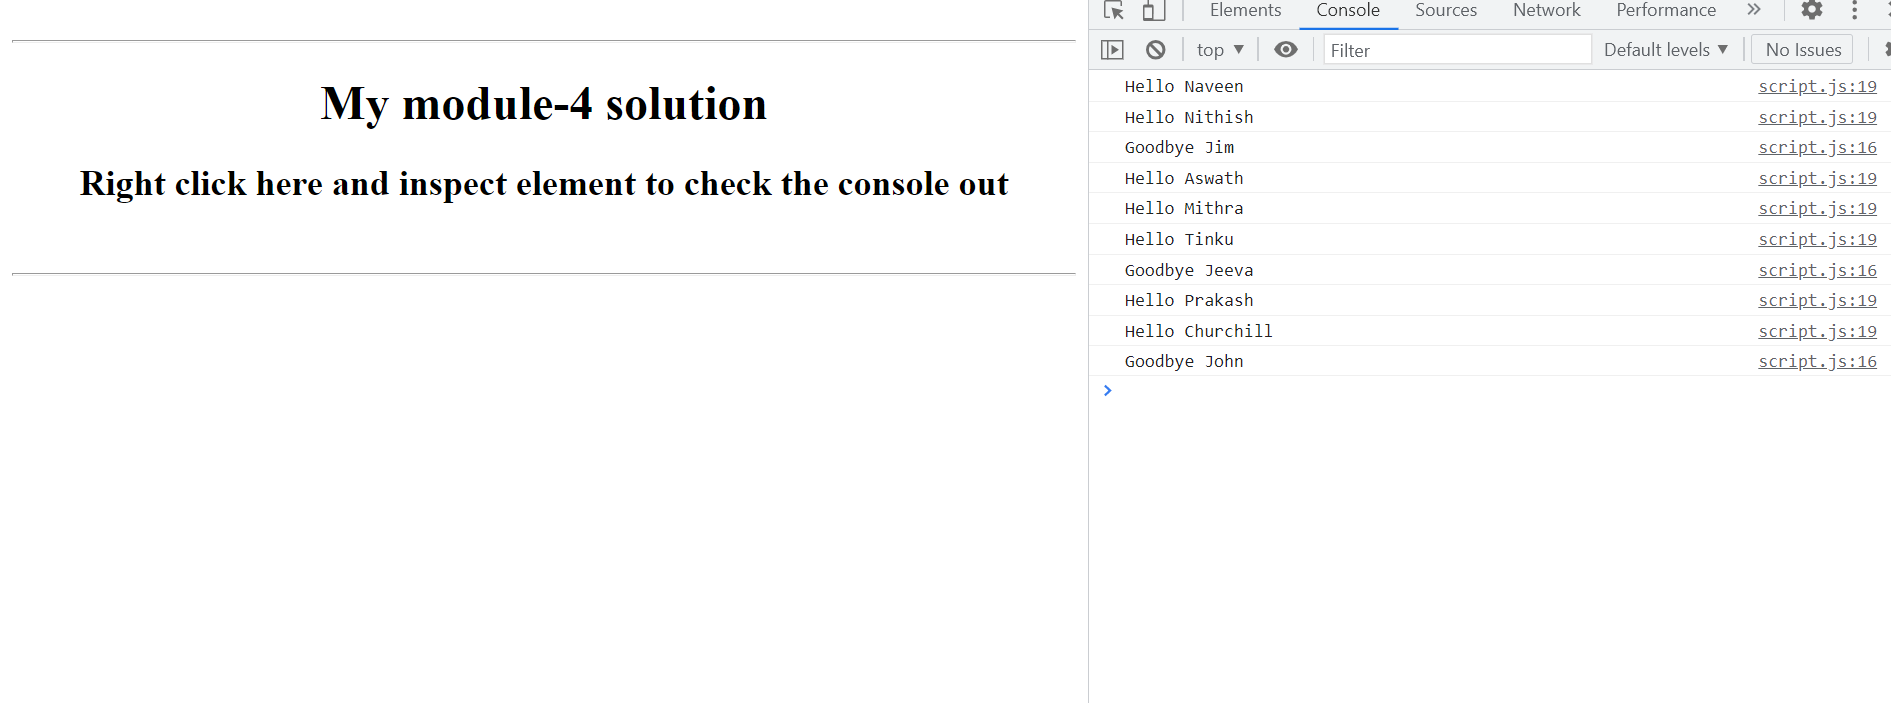 My module-4 solution
Right click here and inspect element to check the console out
Elements Console Sources Network Performance
top Filter Default levels No Issues
Hello Naveen script.js:19
Hello Nithish script.js:19
Goodbye Jim script.js:16
Hello Aswath script.js:19
Hello Mithra script.js:19
Hello Tinku script.js:19
Goodbye Jeeva script.js:16
Hello Prakash script.js:19
Hello Churchill script.js:19
Goodbye John script.js:16